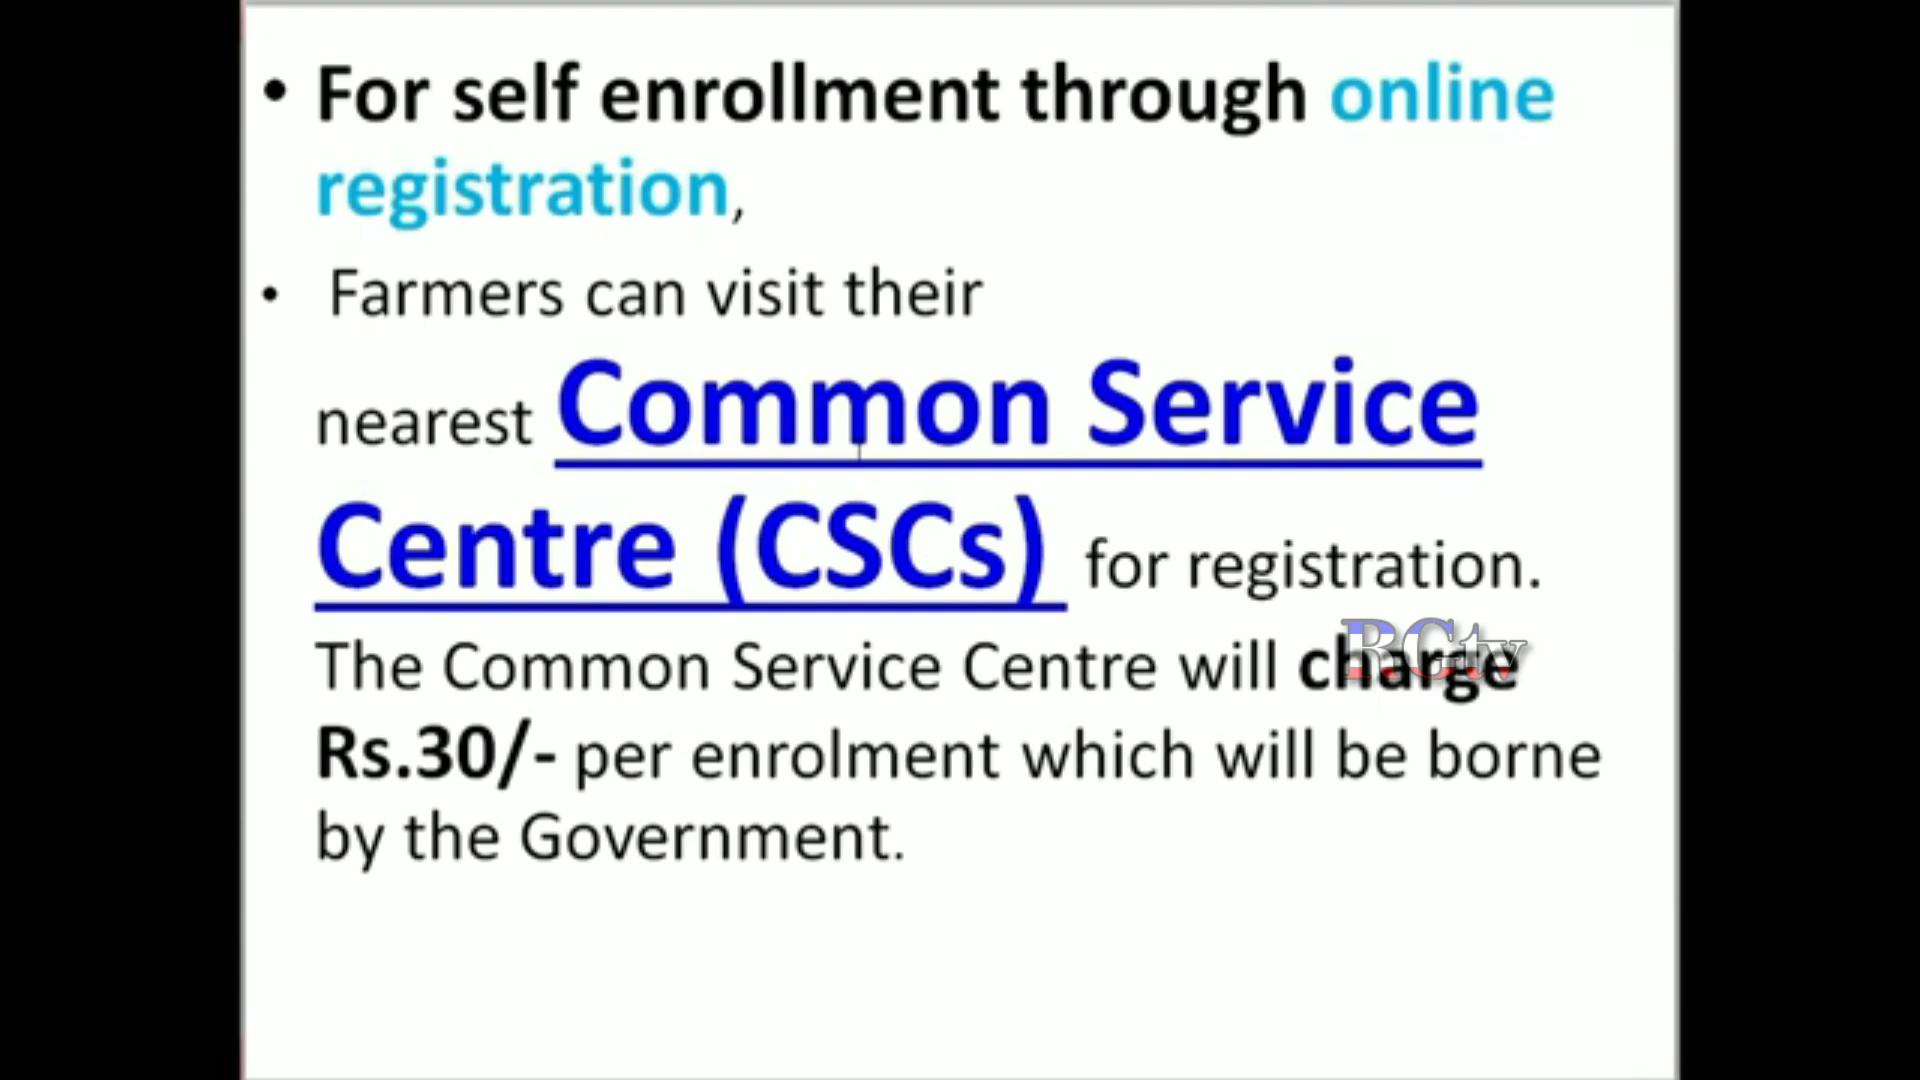 • For self enrollment through online
registration,
• Farmers can visit their
nearest Common Service
Centre (CSCs) for registration.
The Common Service Centre will charge
Rs.30/- per enrolment which will be borne
by the Government.
RGtv